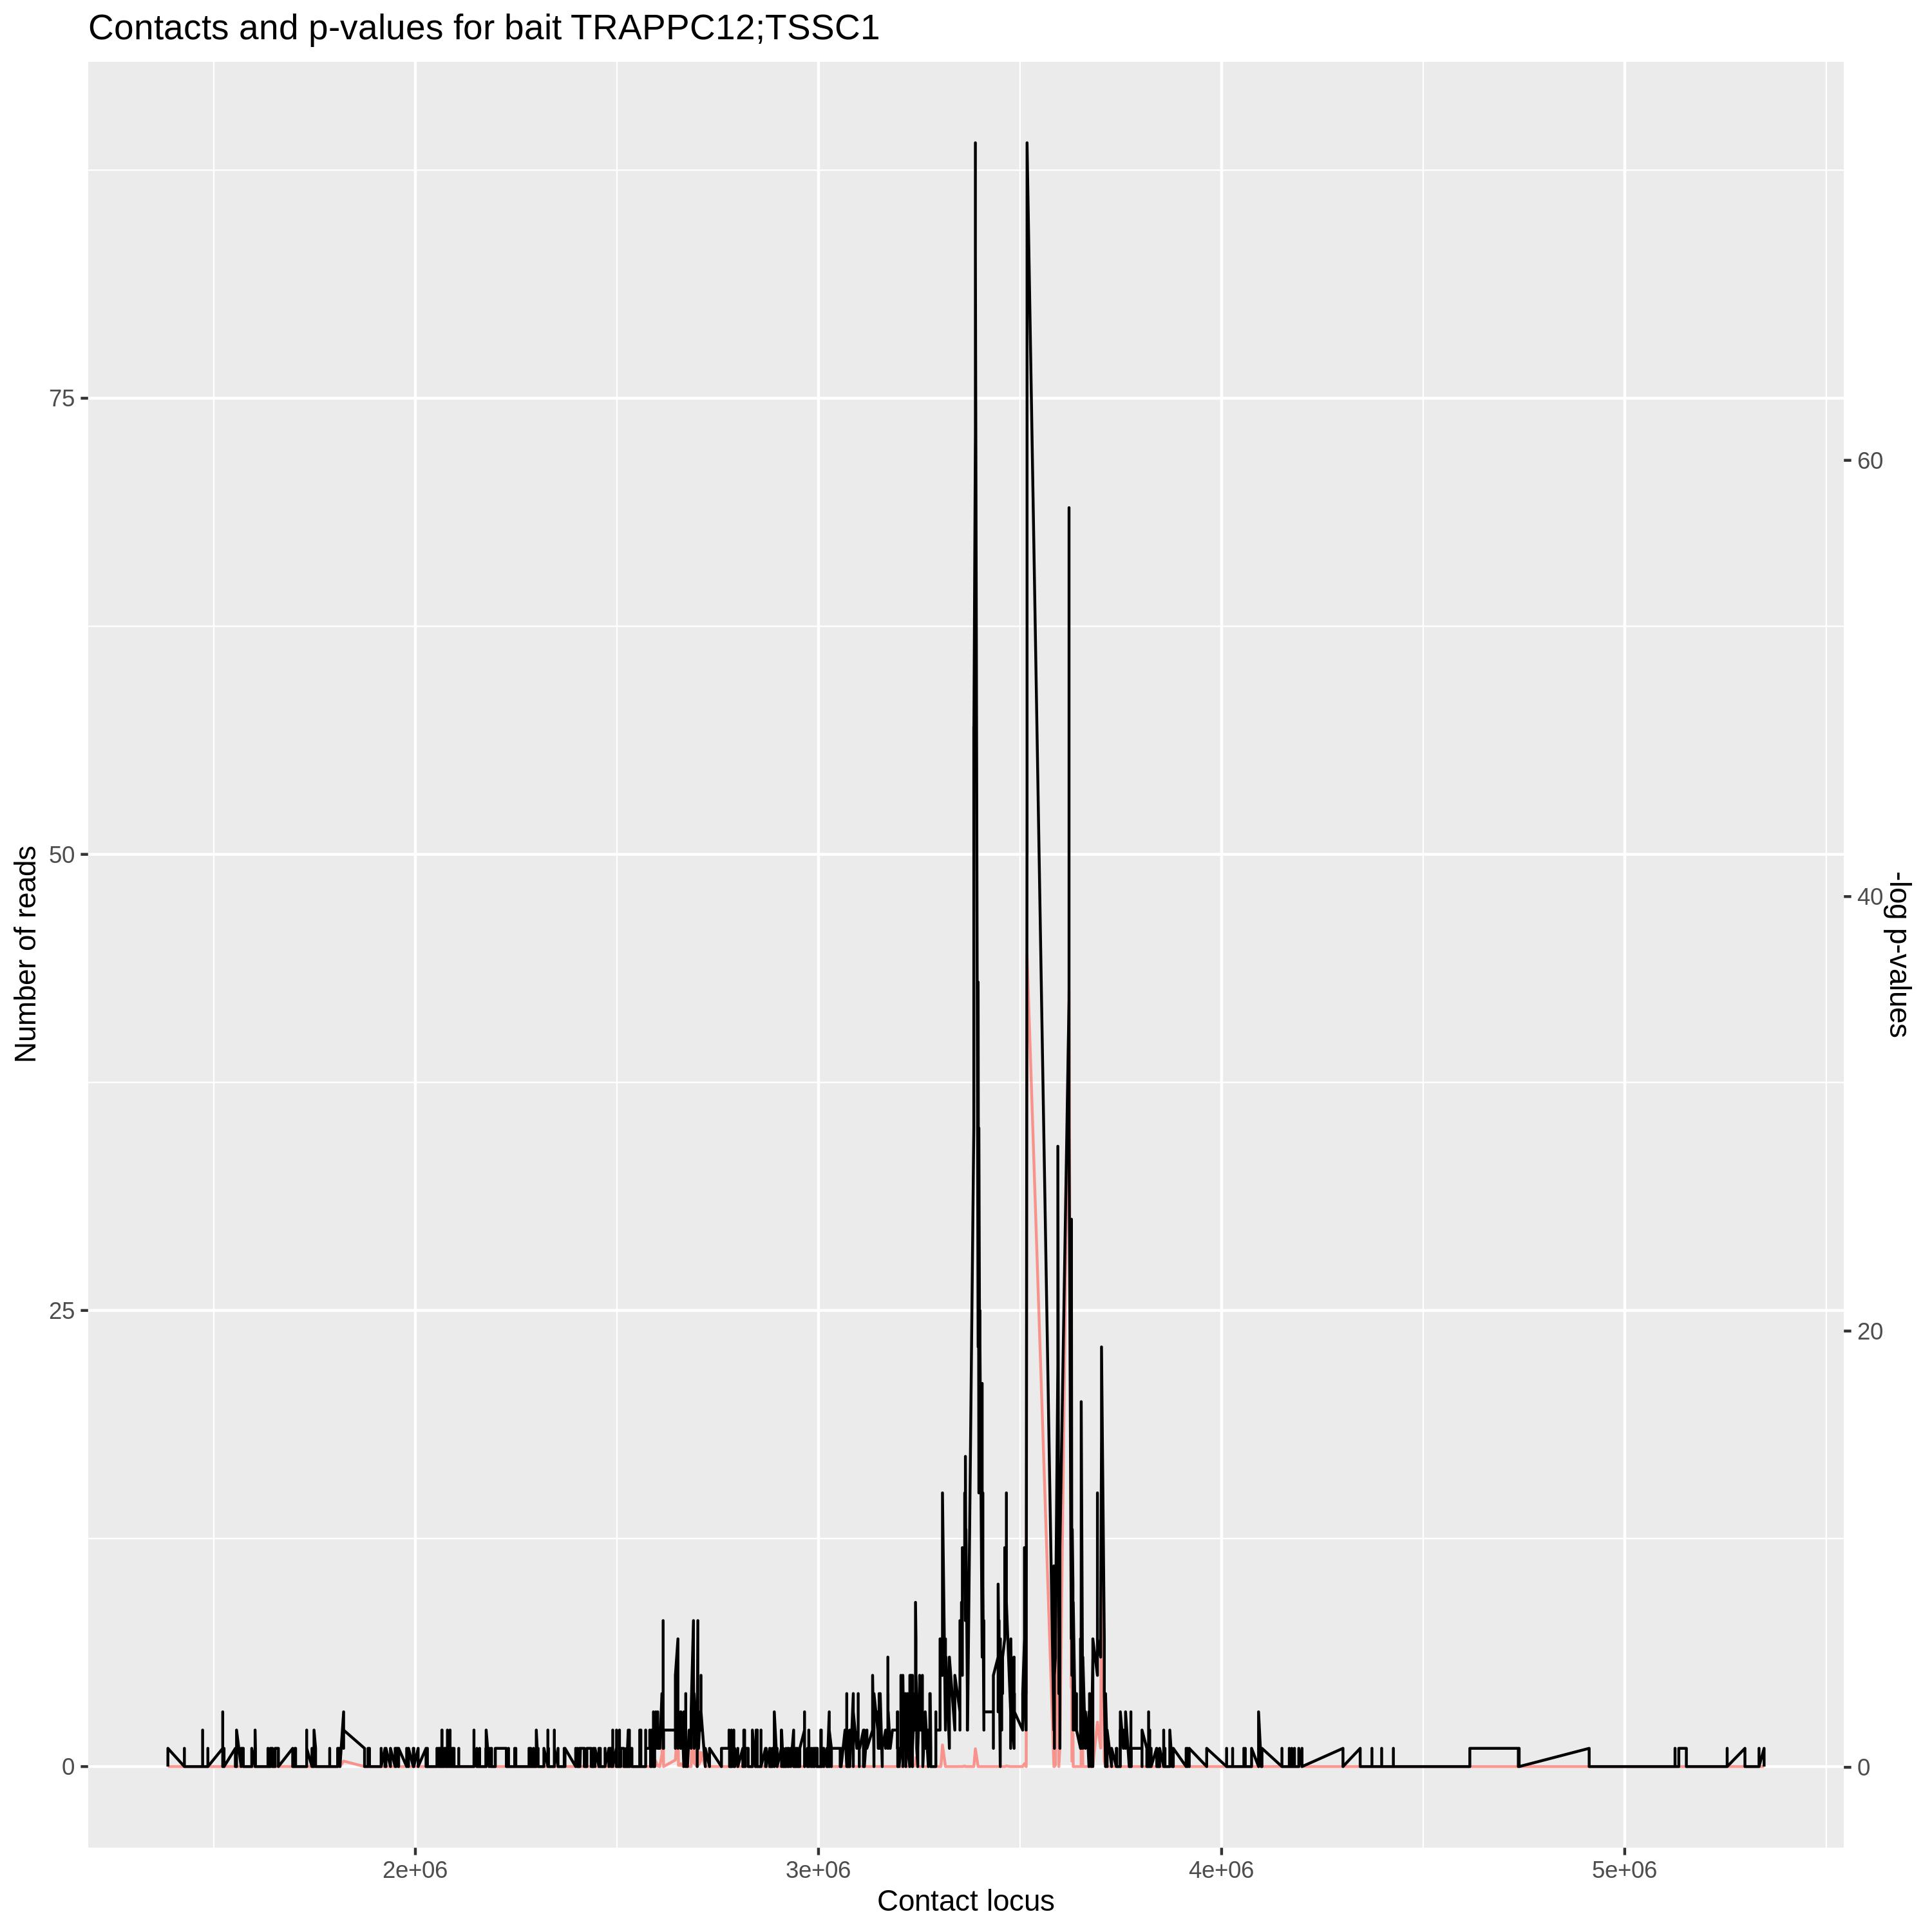 Contacts and p-values for bait TRAPPC12;TSSC1
75
50
25
0
Number of reads
60
40
20
0
-log p-values
2e+06
3e+06
4e+06
5e+06
Contact locus